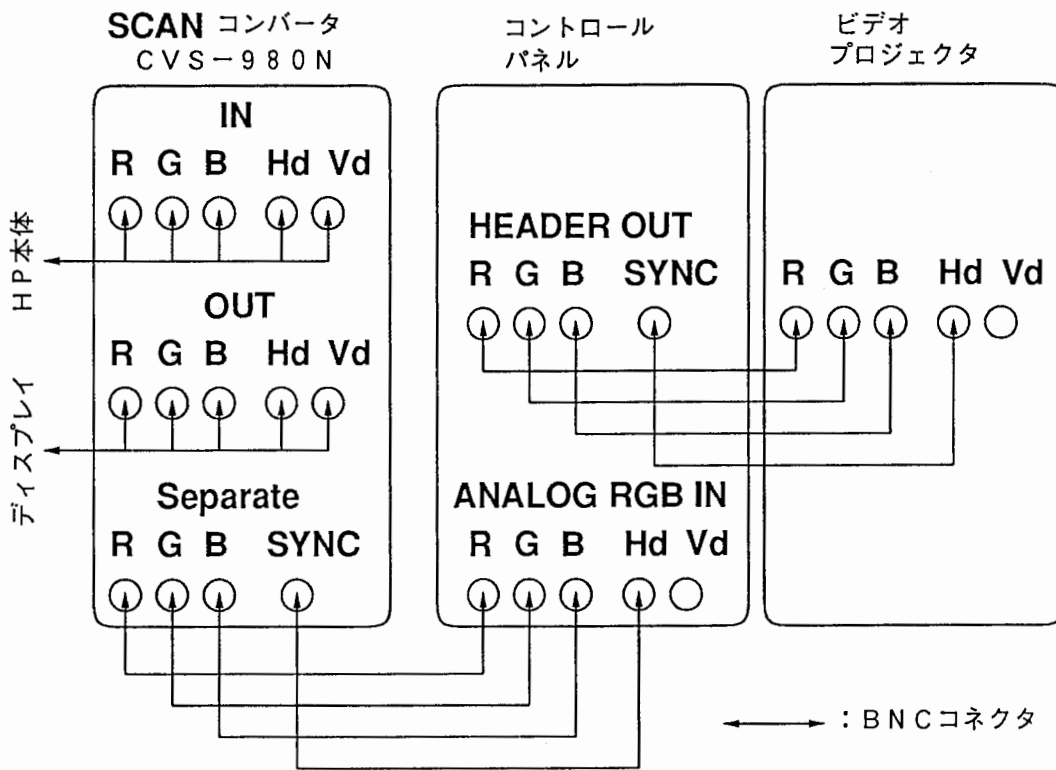 SCAN コンバータ
CVS-980N
コントロール
パネル
ビデオ
プロジェクタ
IN
R G B Hd Vd
HP本体
OUT
R G B Hd Vd
ディスプレイ
Separate
R G B SYNC
HEADER OUT
R G B SYNC
ANALOG RGB IN
R G B Hd Vd
R G B Hd Vd
:BNCコネクタ